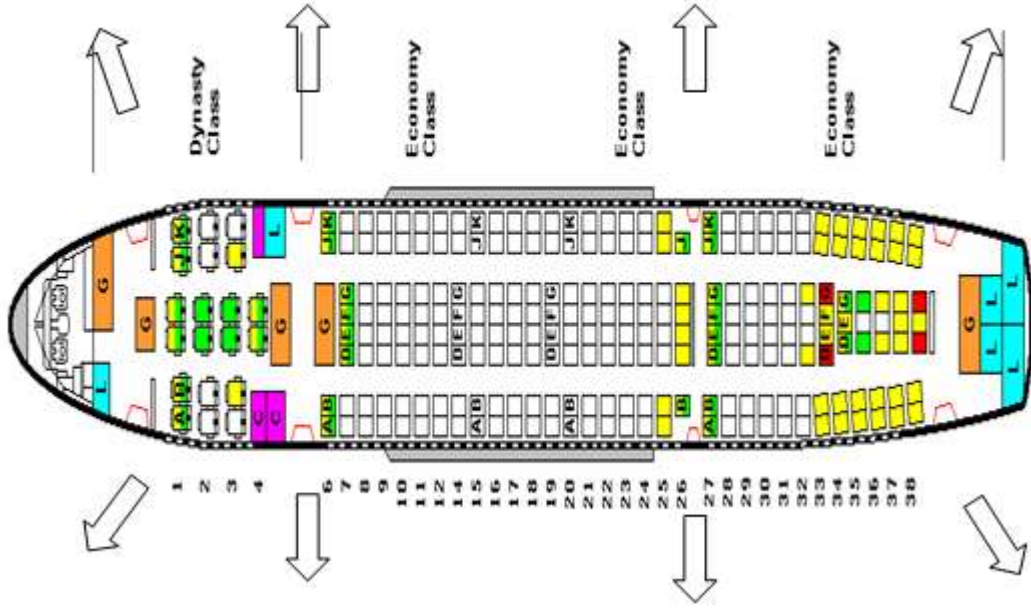 Dynasty
Class
Economy
Class
Economy
Class
Economy
Class
J K
L
J K
J K
J K
J
J K
G
G
G
G
D E F G
D E F G
D E F G
D E F G
D E F G
D E G
G
L
L
L
L
L
A B
C
C
A B
A B
A B
B
A B
1
2
3
4
6
7
8
9
10
11
12
14
15
16
17
18
19
20
21
22
23
24
25
26
27
28
29
30
31
32
33
34
35
36
37
38